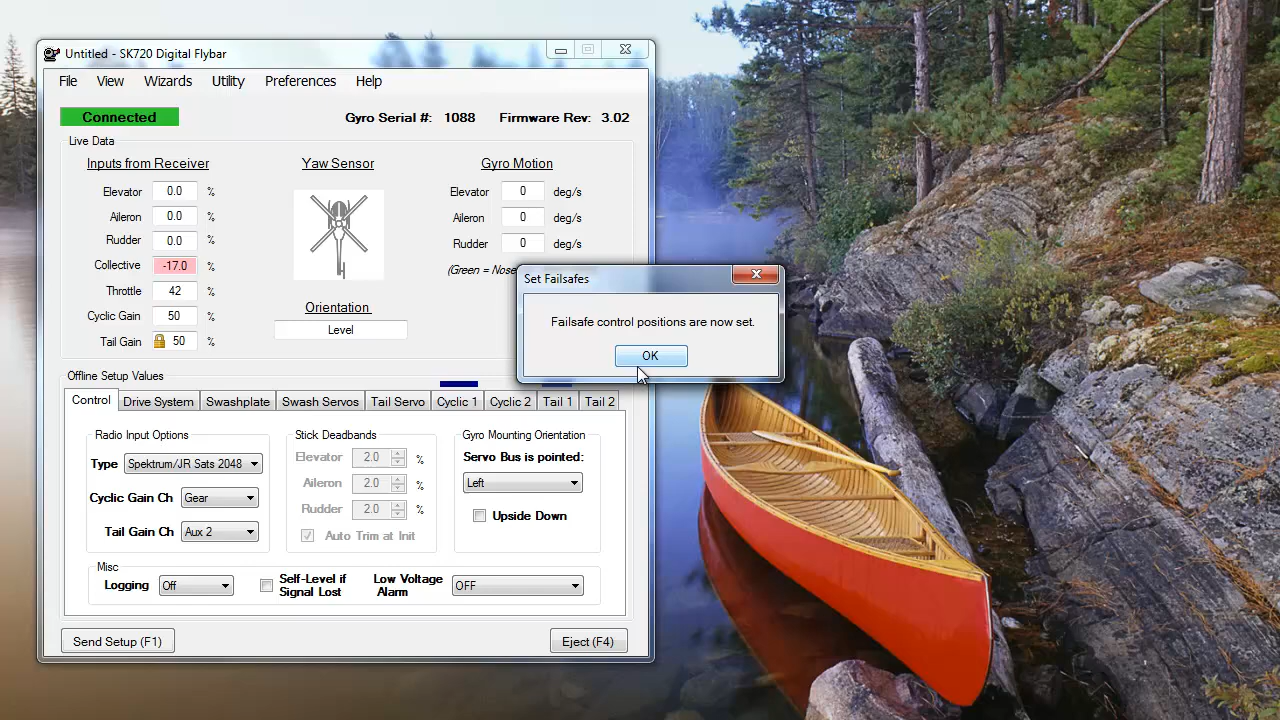 Untitled - SK720 Digital Flybar
File View Wizards Utility Preferences Help
Connected Gyro Serial #: 1088 Firmware Rev: 3.02
Live Data
Inputs from Receiver
Elevator 0.0 %
Aileron 0.0 %
Rudder 0.0 %
Collective -17.0 %
Throttle 42 %
Cyclic Gain 50 %
Tail Gain 50 %
Yaw Sensor
Orientation
Level
Gyro Motion
Elevator 0 deg/s
Aileron 0 deg/s
Rudder 0 deg/s
(Green = Nose
Set Failsafes
Failsafe control positions are now set.
OK
Offline Setup Values
Control Drive System Swashplate Swash Servos Tail Servo Cyclic 1 Cyclic 2 Tail 1 Tail 2
Radio Input Options
Type Spektrum/JR Sats 2048
Cyclic Gain Ch Gear
Tail Gain Ch Aux 2
Stick Deadbands
Elevator 2.0 %
Aileron 2.0 %
Rudder 2.0 %
Auto Trim at Init
Gyro Mounting Orientation
Servo Bus is pointed:
Left
Upside Down
Misc
Logging Off
Self-Level if
Signal Lost
Low Voltage
Alarm
OFF
Send Setup (F1) Eject (F4)